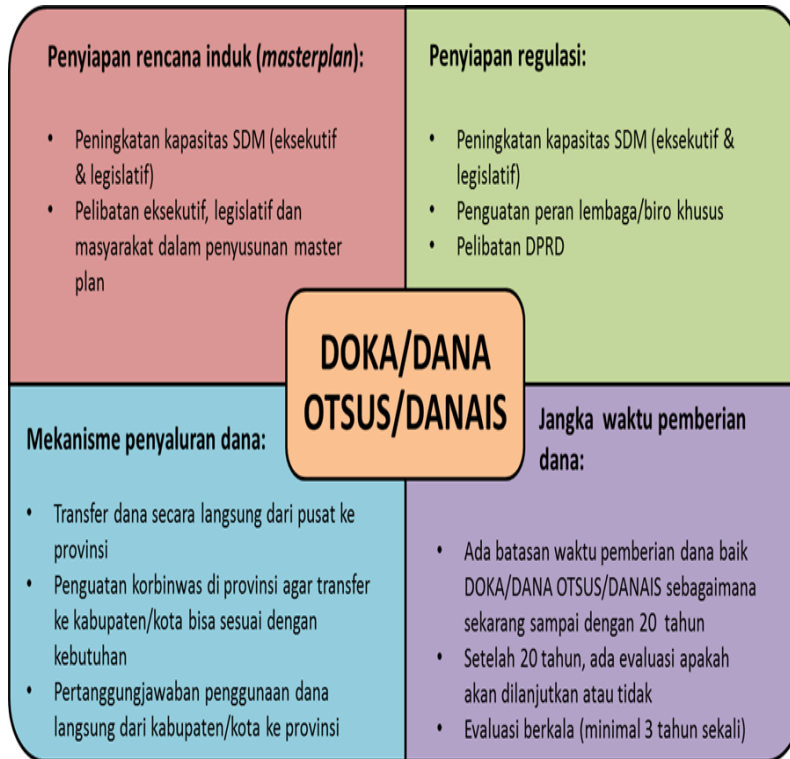 Penyiapan rencana induk (masterplan):
• Peningkatan kapasitas SDM (eksekutif
& legislatif)
• Pelibatan eksekutif, legislatif dan
masyarakat dalam penyusunan master
plan
Penyiapan regulasi:
• Peningkatan kapasitas SDM (eksekutif &
legislatif)
• Penguatan peran lembaga/biro khusus
• Pelibatan DPRD
DOKA/DANA
OTSUS/DANAIS
Mekanisme penyaluran dana:
• Transfer dana secara langsung dari pusat ke
provinsi
• Penguatan korbinwas di provinsi agar transfer
ke kabupaten/kota bisa sesuai dengan
kebutuhan
• Pertanggungjawaban penggunaan dana
langsung dari kabupaten/kota ke provinsi
Jangka waktu pemberian
dana:
• Ada batasan waktu pemberian dana baik
DOKA/DANA OTSUS/DANAIS sebagaimana
sekarang sampai dengan 20 tahun
• Setelah 20 tahun, ada evaluasi apakah
akan dilanjutkan atau tidak
• Evaluasi berkala (minimal 3 tahun sekali)